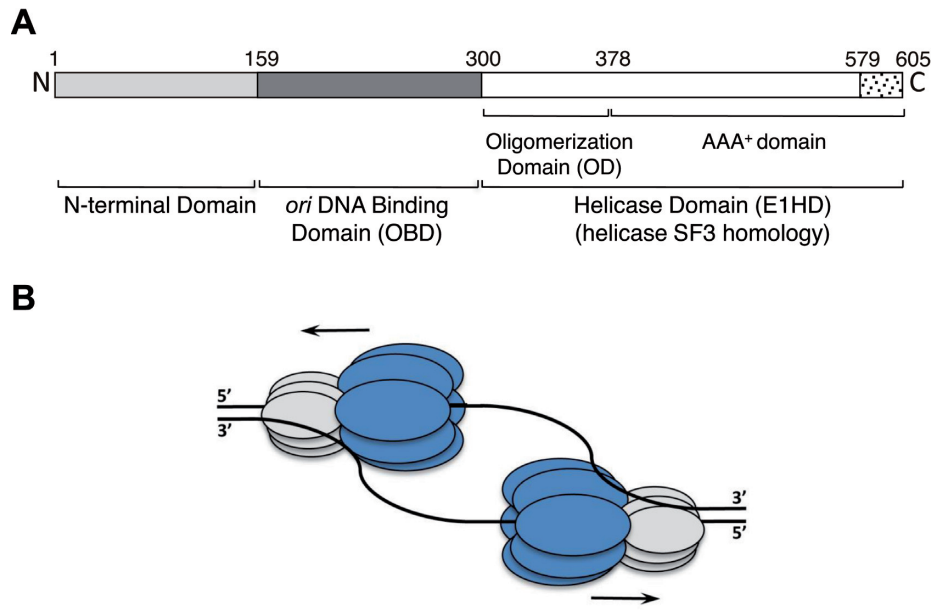 A
1 159 300 378 579 605
N C
Oligomerization AAA+ domain
Domain (OD)
N-terminal Domain ori DNA Binding Helicase Domain (E1HD)
Domain (OBD) (helicase SF3 homology)
B
5’
3’
3’
5’